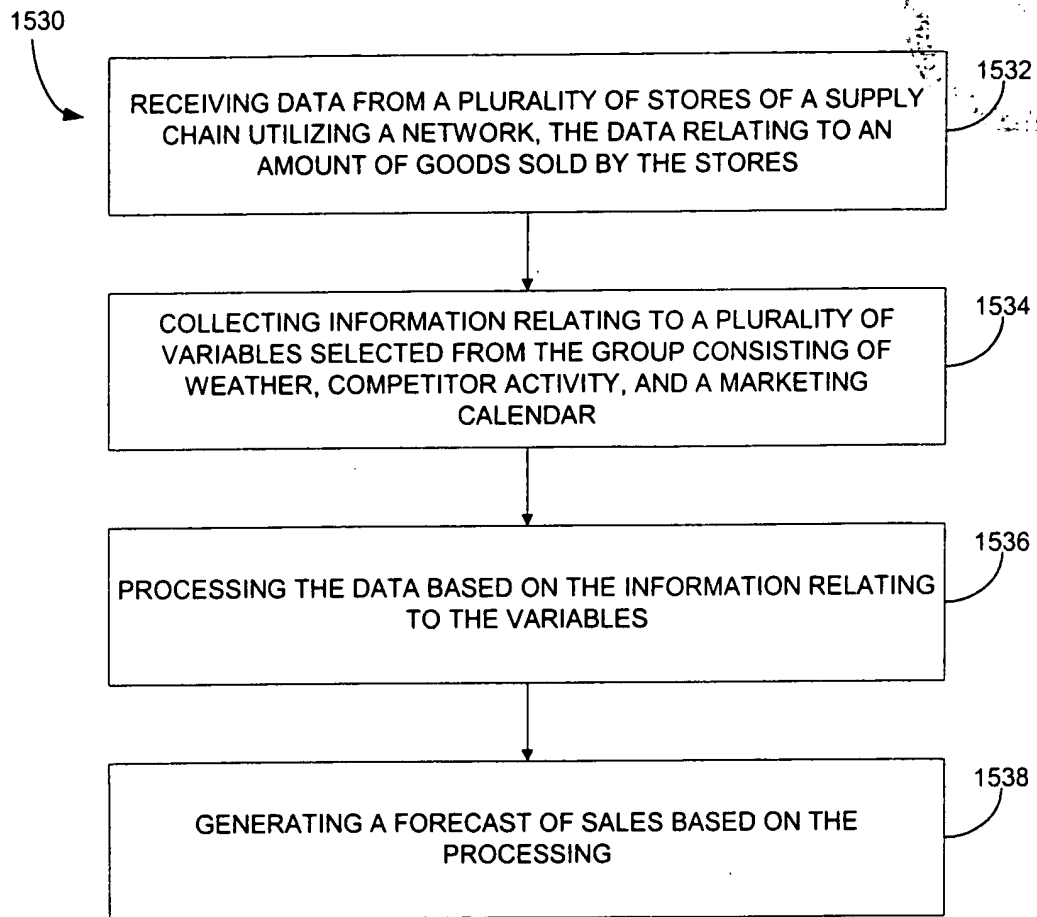 1530
1532
RECEIVING DATA FROM A PLURALITY OF STORES OF A SUPPLY
CHAIN UTILIZING A NETWORK, THE DATA RELATING TO AN
AMOUNT OF GOODS SOLD BY THE STORES
1534
COLLECTING INFORMATION RELATING TO A PLURALITY OF
VARIABLES SELECTED FROM THE GROUP CONSISTING OF
WEATHER, COMPETITOR ACTIVITY, AND A MARKETING
CALENDAR
1536
PROCESSING THE DATA BASED ON THE INFORMATION RELATING
TO THE VARIABLES
1538
GENERATING A FORECAST OF SALES BASED ON THE
PROCESSING